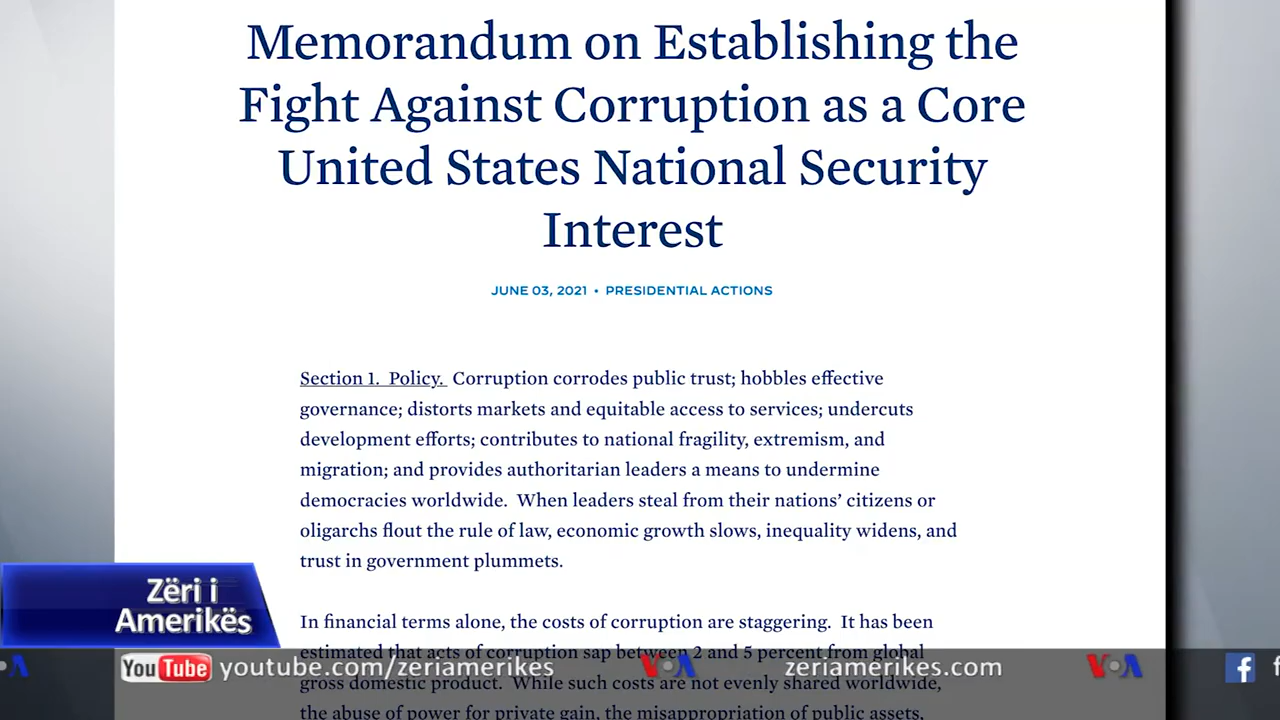 Memorandum on Establishing the
Fight Against Corruption as a Core
United States National Security
Interest
JUNE 03, 2021 • PRESIDENTIAL ACTIONS
Section 1.  Policy.  Corruption corrodes public trust; hobbles effective
governance; distorts markets and equitable access to services; undercuts
development efforts; contributes to national fragility, extremism, and
migration; and provides authoritarian leaders a means to undermine
democracies worldwide.  When leaders steal from their nations’ citizens or
oligarchs flout the rule of law, economic growth slows, inequality widens, and
trust in government plummets.
In financial terms alone, the costs of corruption are staggering.  It has been
estimated that acts of corruption sap between 2 and 5 percent from global
gross domestic product.  While such costs are not evenly shared worldwide,
the abuse of power for private gain, the misappropriation of public assets,
Zëri i
Amerikës
YouTube youtube.com/zeriamerikes VOA zeriamerikes.com VOA f